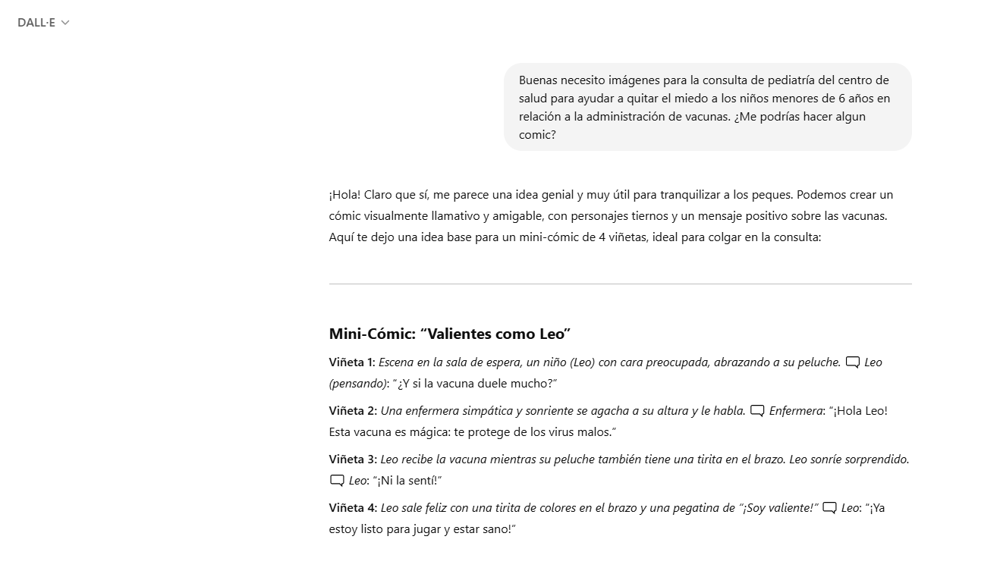 DALL·E
Buenas necesito imágenes para la consulta de pediatría del centro de
salud para ayudar a quitar el miedo a los niños menores de 6 años en
relación a la administración de vacunas. ¿Me podrías hacer algun
comic?
¡Hola! Claro que sí, me parece una idea genial y muy útil para tranquilizar a los peques. Podemos crear un
cómic visualmente llamativo y amigable, con personajes tiernos y un mensaje positivo sobre las vacunas.
Aquí te dejo una idea base para un mini-cómic de 4 viñetas, ideal para colgar en la consulta:
Mini-Cómic: “Valientes como Leo”
Viñeta 1: Escena en la sala de espera, un niño (Leo) con cara preocupada, abrazando a su peluche. Leo
(pensando): “¿Y si la vacuna duele mucho?”
Viñeta 2: Una enfermera simpática y sonriente se agacha a su altura y le habla. Enfermera: “¡Hola Leo!
Esta vacuna es mágica: te protege de los virus malos.”
Viñeta 3: Leo recibe la vacuna mientras su peluche también tiene una tirita en el brazo. Leo sonríe sorprendido.
Leo: “¡Ni la sentí!”
Viñeta 4: Leo sale feliz con una tirita de colores en el brazo y una pegatina de “¡Soy valiente!” Leo: “¡Ya
estoy listo para jugar y estar sano!”